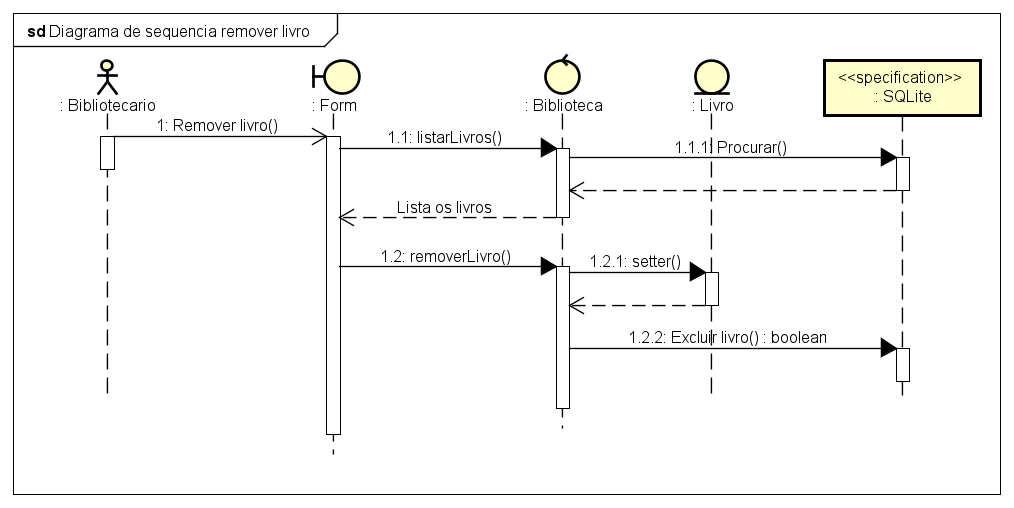 sd Diagrama de sequencia remover livro
: Bibliotecario
: Form
: Biblioteca
: Livro
<<specification>>
: SQLite
1: Remover livro()
1.1: listarLivros()
1.1.1: Procurar()
Lista os livros
1.2: removerLivro()
1.2.1: setter()
1.2.2: Excluir livro() : boolean